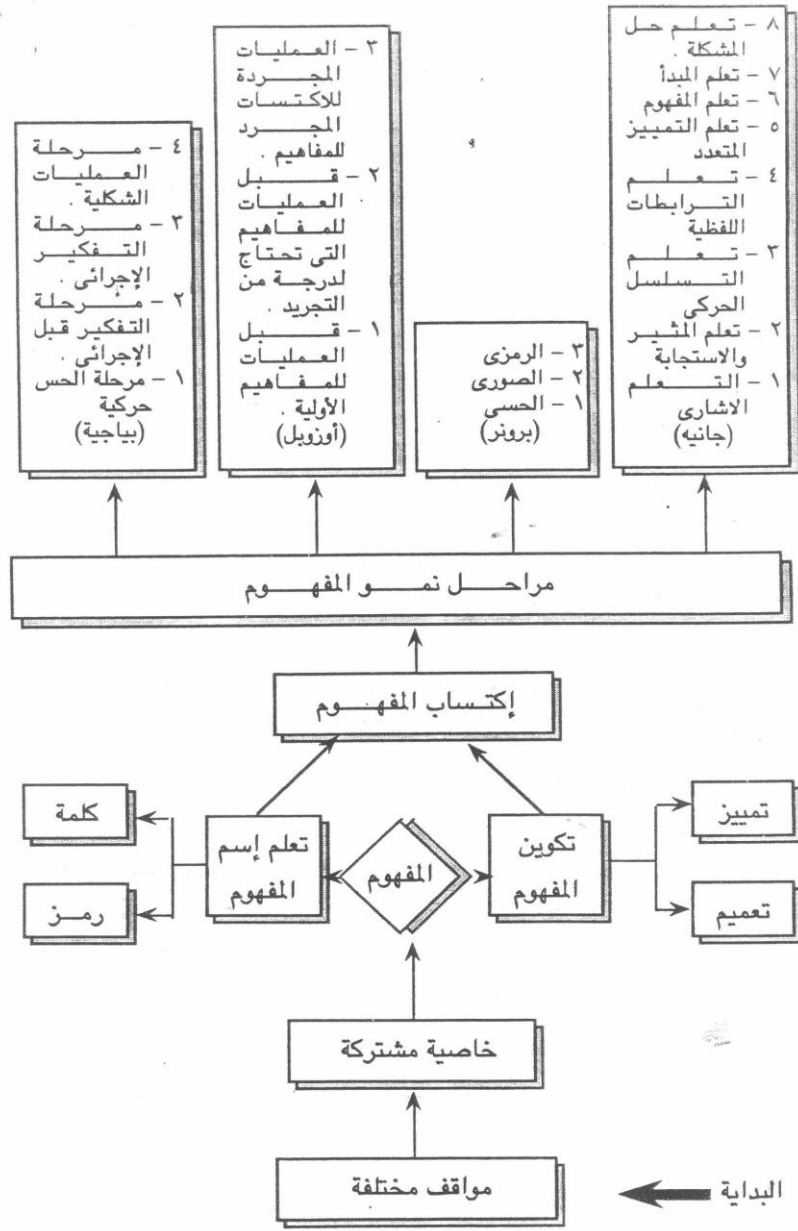 ٨ - تعلم حل
المشكلة .
٧ - تعلم المبدأ
٦ - تعلم المفهوم
٥ - تعلم التمييز
المتعدد
٤ - تعلم
الترابطات
اللفظية
٣ - تعلم
التسلسل
الحركى
٢ - تعلم المثير
والاستجابة
١ - التعلم
الاشارى
(جانيه)
٣ - الرمزى
٢ - الصورى
١ - الحسى
(برونر)
٣ - العمليات
المجردة
للاكتسات
المجرد
للمفاهيم .
٢ - قبل
العمليات
للمفاهيم
التى تحتاج
لدرجة من
التجريد .
١ - قبل
العمليات
للمفاهيم
الأولية .
(أوزوبل)
٤ - مرحلة
العمليات
الشكلية .
٣ - مرحلة
التفكير
الإجرائى .
٢ - مرحلة
التفكير قبل
الإجرائى .
١ - مرحلة الحس
حركية
(بياجية)
مراحل نمو المفهوم
إكتساب المفهوم
تمييز
تعميم
تكوين
المفهوم
المفهوم
تعلم إسم
المفهوم
كلمة
رمز
خاصية مشتركة
البداية
مواقف مختلفة